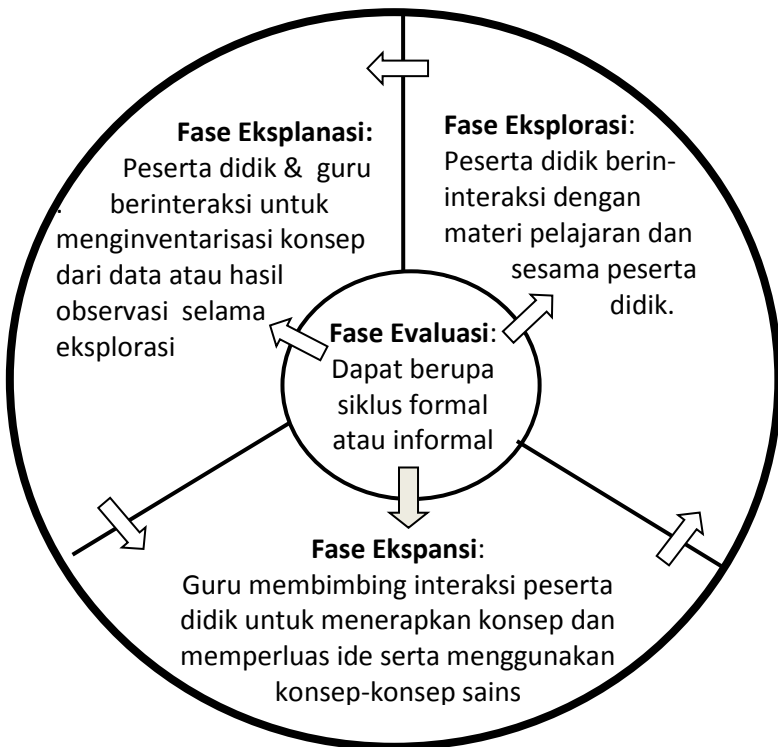 Fase Eksplanasi:
Peserta didik & guru
. berinteraksi untuk
menginventarisasi konsep
dari data atau hasil
observasi selama
eksplorasi
Fase Eksplorasi:
Peserta didik berin-
interaksi dengan
materi pelajaran dan
sesama peserta
didik.
Fase Evaluasi:
Dapat berupa
siklus formal
atau informal
Fase Ekspansi:
Guru membimbing interaksi peserta
didik untuk menerapkan konsep dan
memperluas ide serta menggunakan
konsep-konsep sains